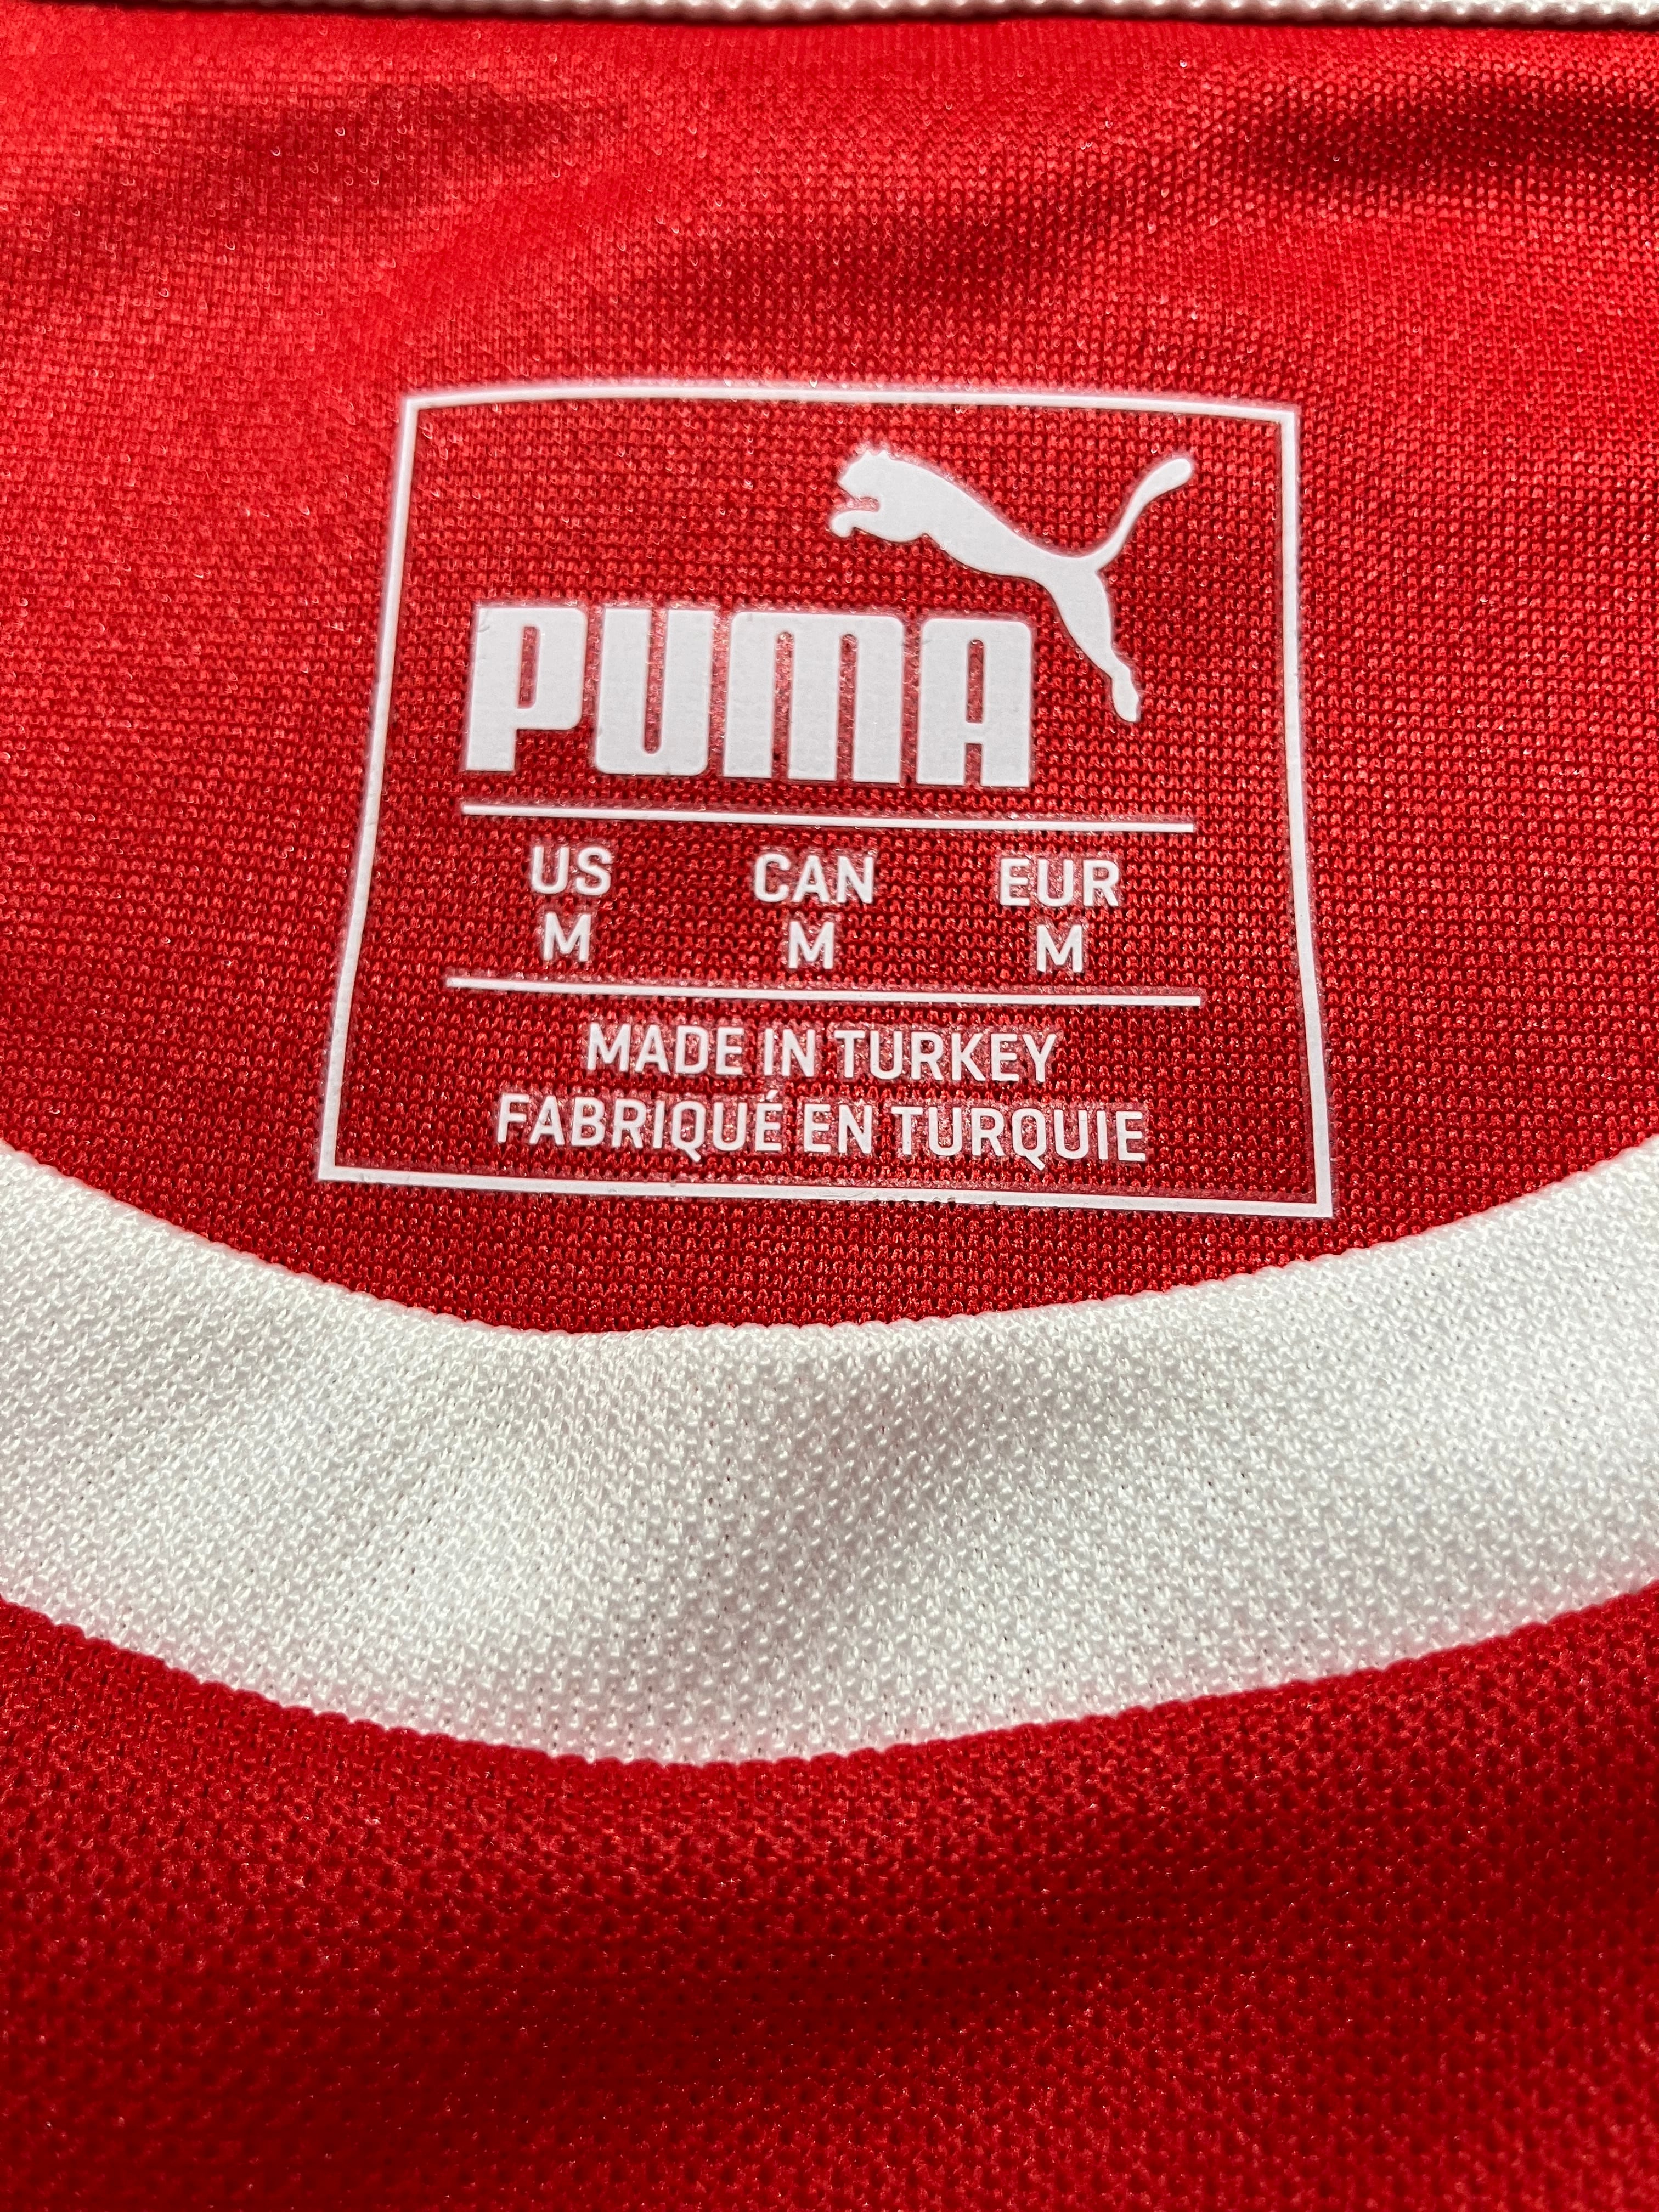 PUMA
US CAN EUR
M M M
MADE IN TURKEY
FABRIQUÉ EN TURQUIE